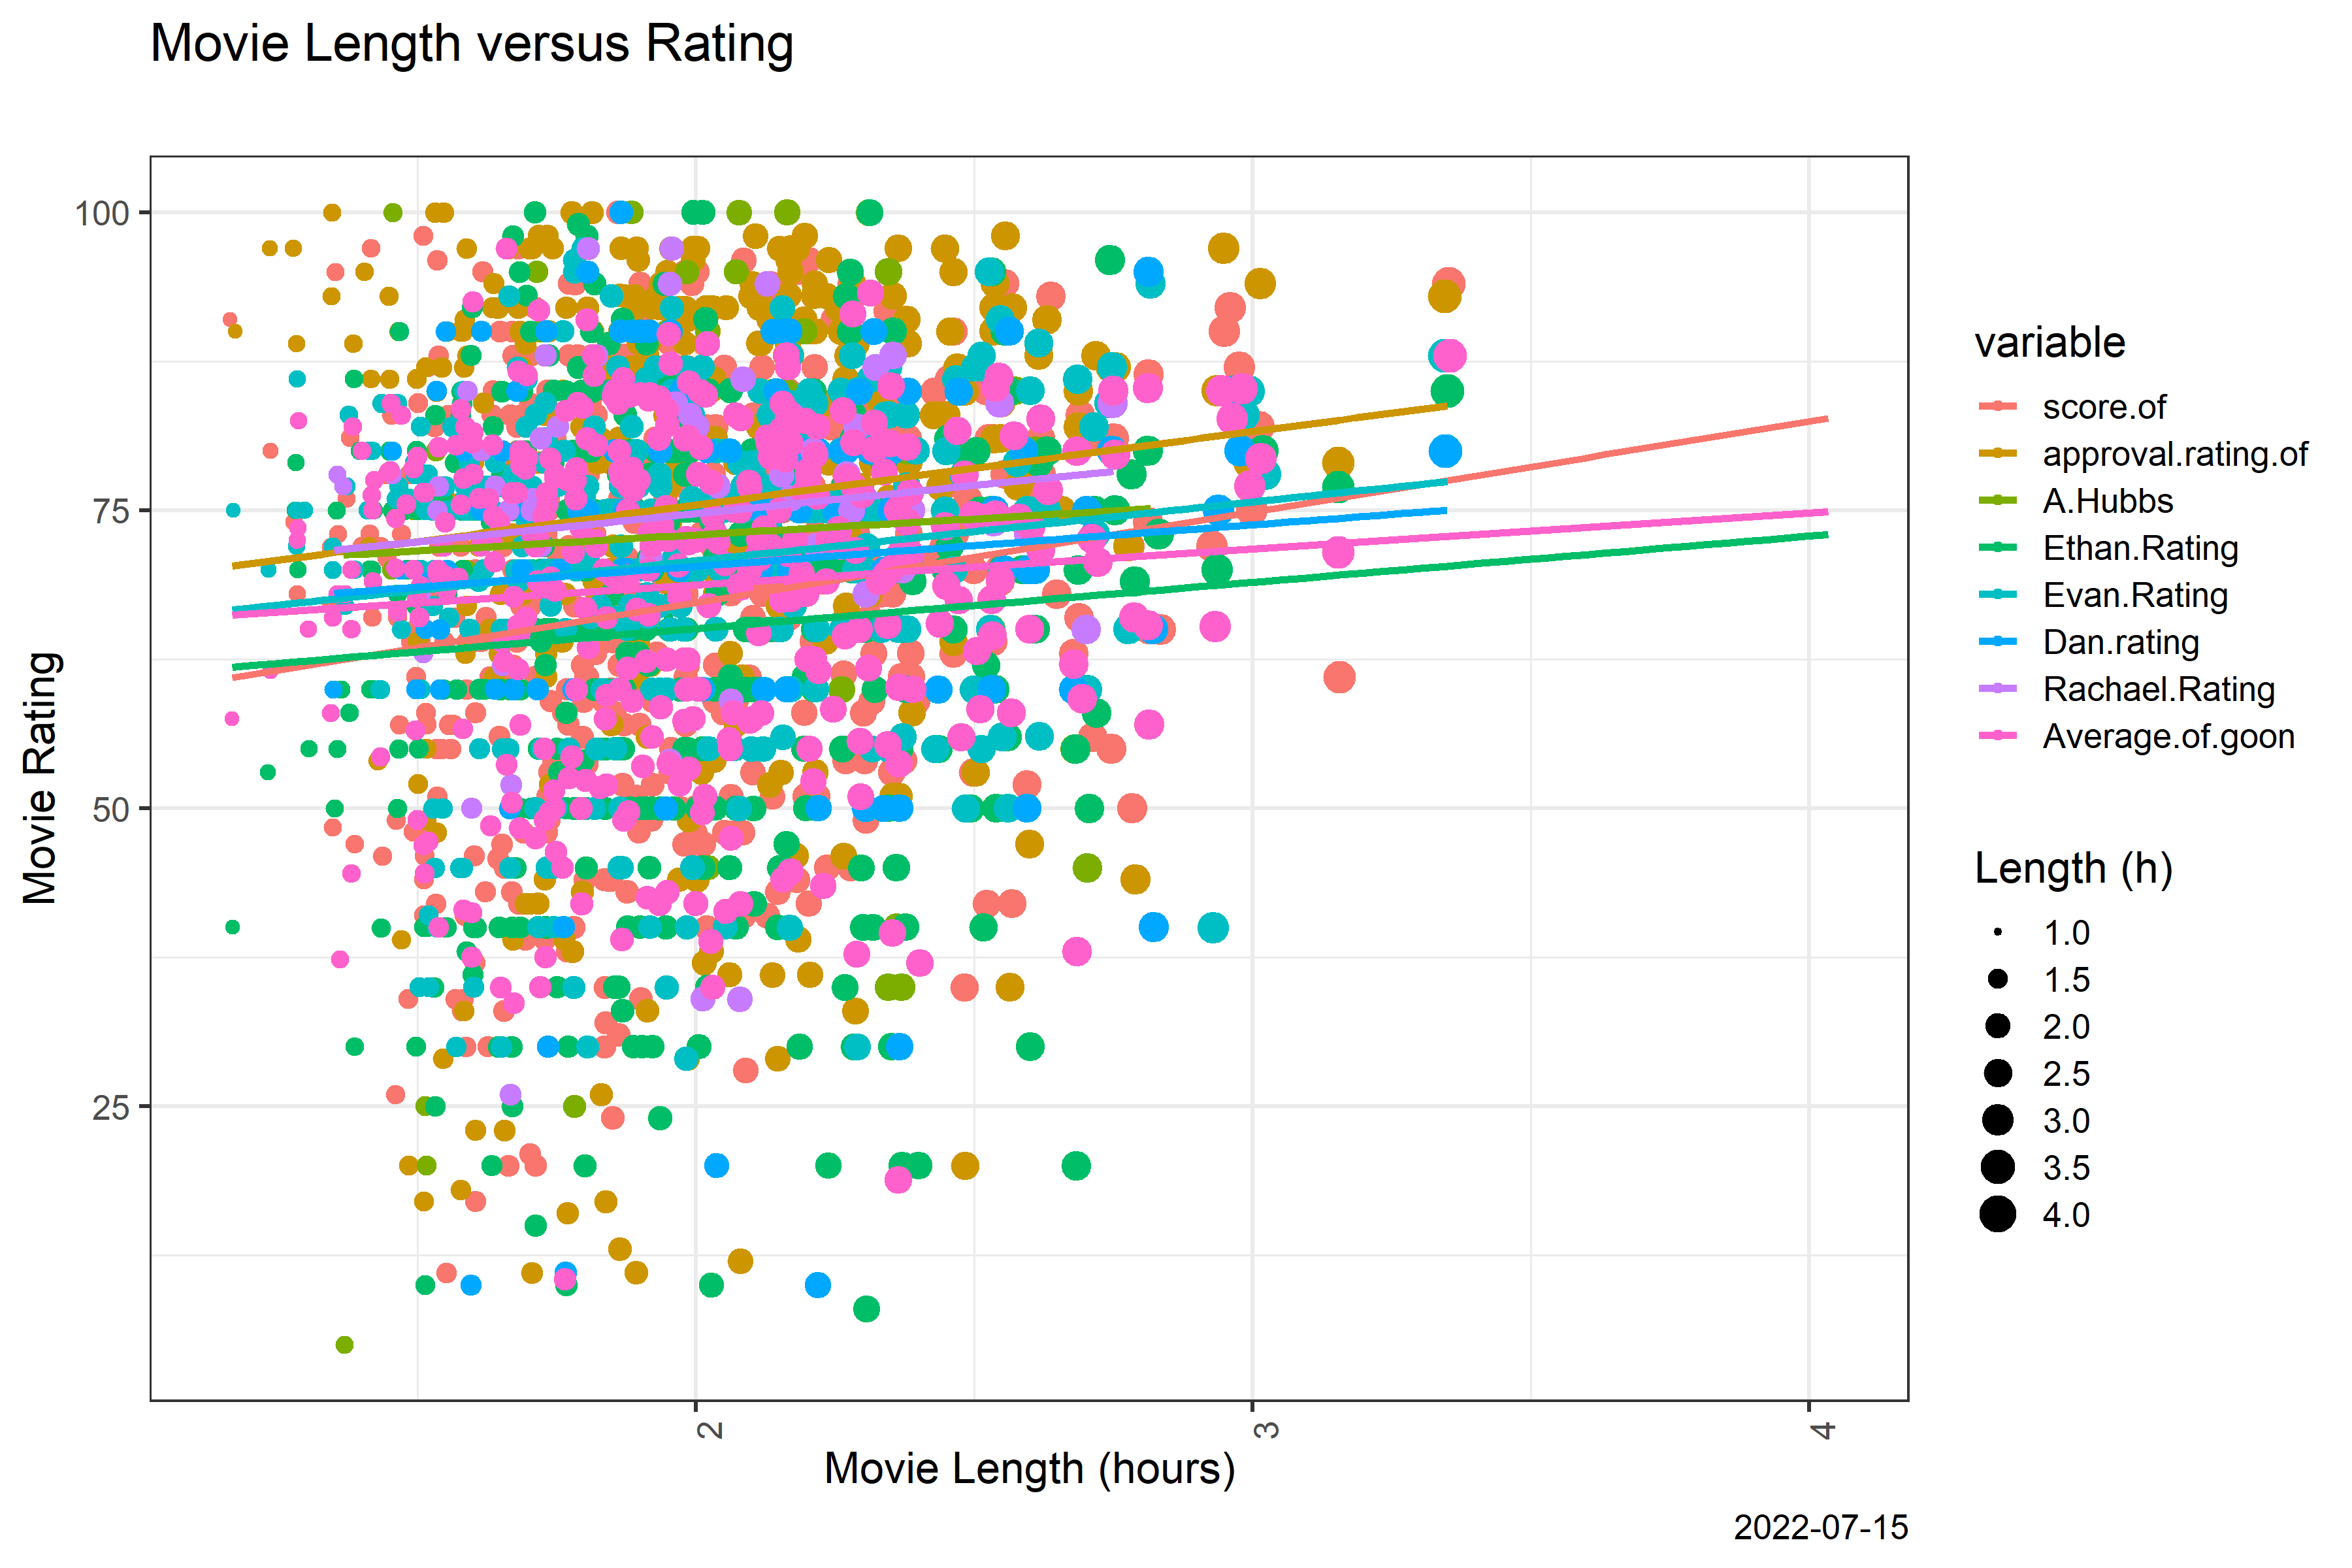 Movie Length versus Rating
Movie Rating
100
75
50
25
2
3
4
Movie Length (hours)
2022-07-15
variable
score.of
approval.rating.of
A.Hubbs
Ethan.Rating
Evan.Rating
Dan.rating
Rachael.Rating
Average.of.goon
Length (h)
1.0
1.5
2.0
2.5
3.0
3.5
4.0